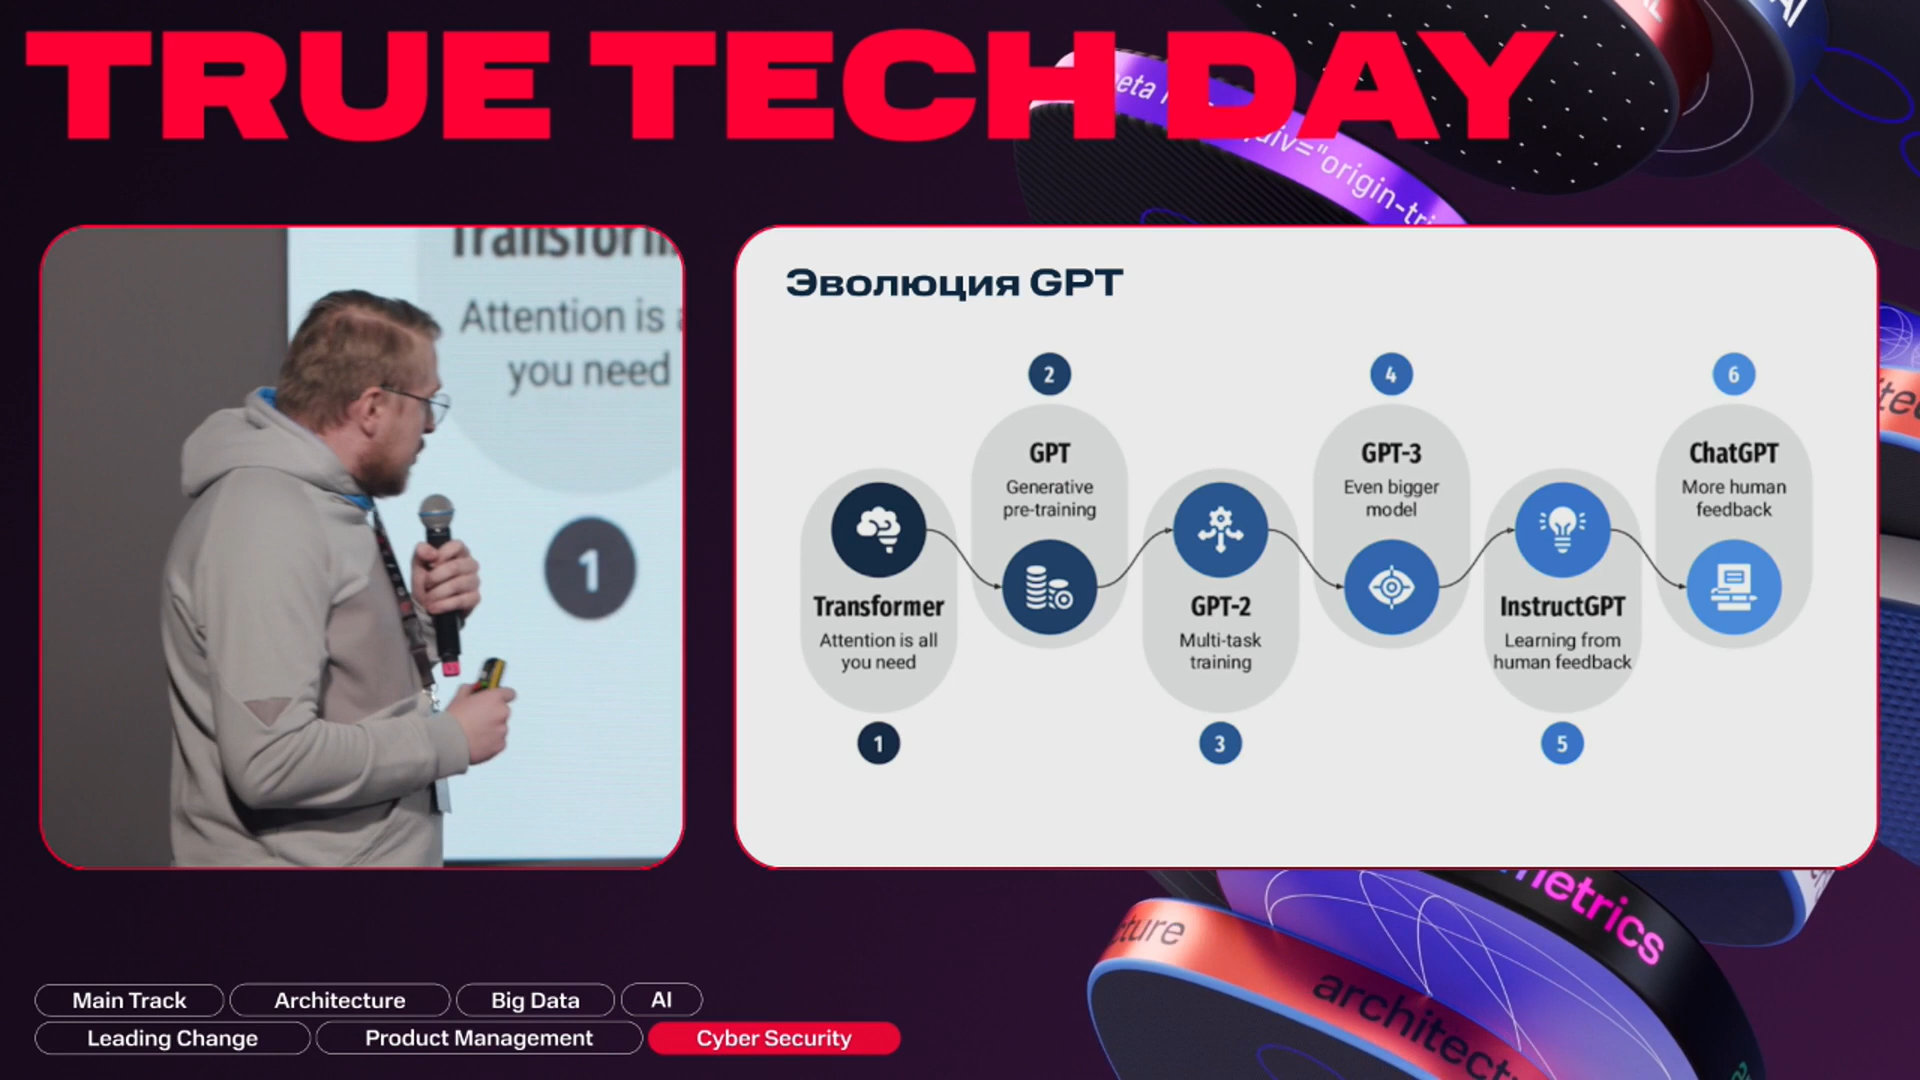 TRUE TECH DAY
div="origin-tri
Attention is
you need
1
Эволюция GPT
2
4
6
GPT
Generative
pre-training
GPT-3
Even bigger
model
ChatGPT
More human
feedback
Transformer
Attention is all
you need
GPT-2
Multi-task
training
InstructGPT
Learning from
human feedback
1
3
5
metrics
architect
Main Track
Architecture
Big Data
AI
Leading Change
Product Management
Cyber Security